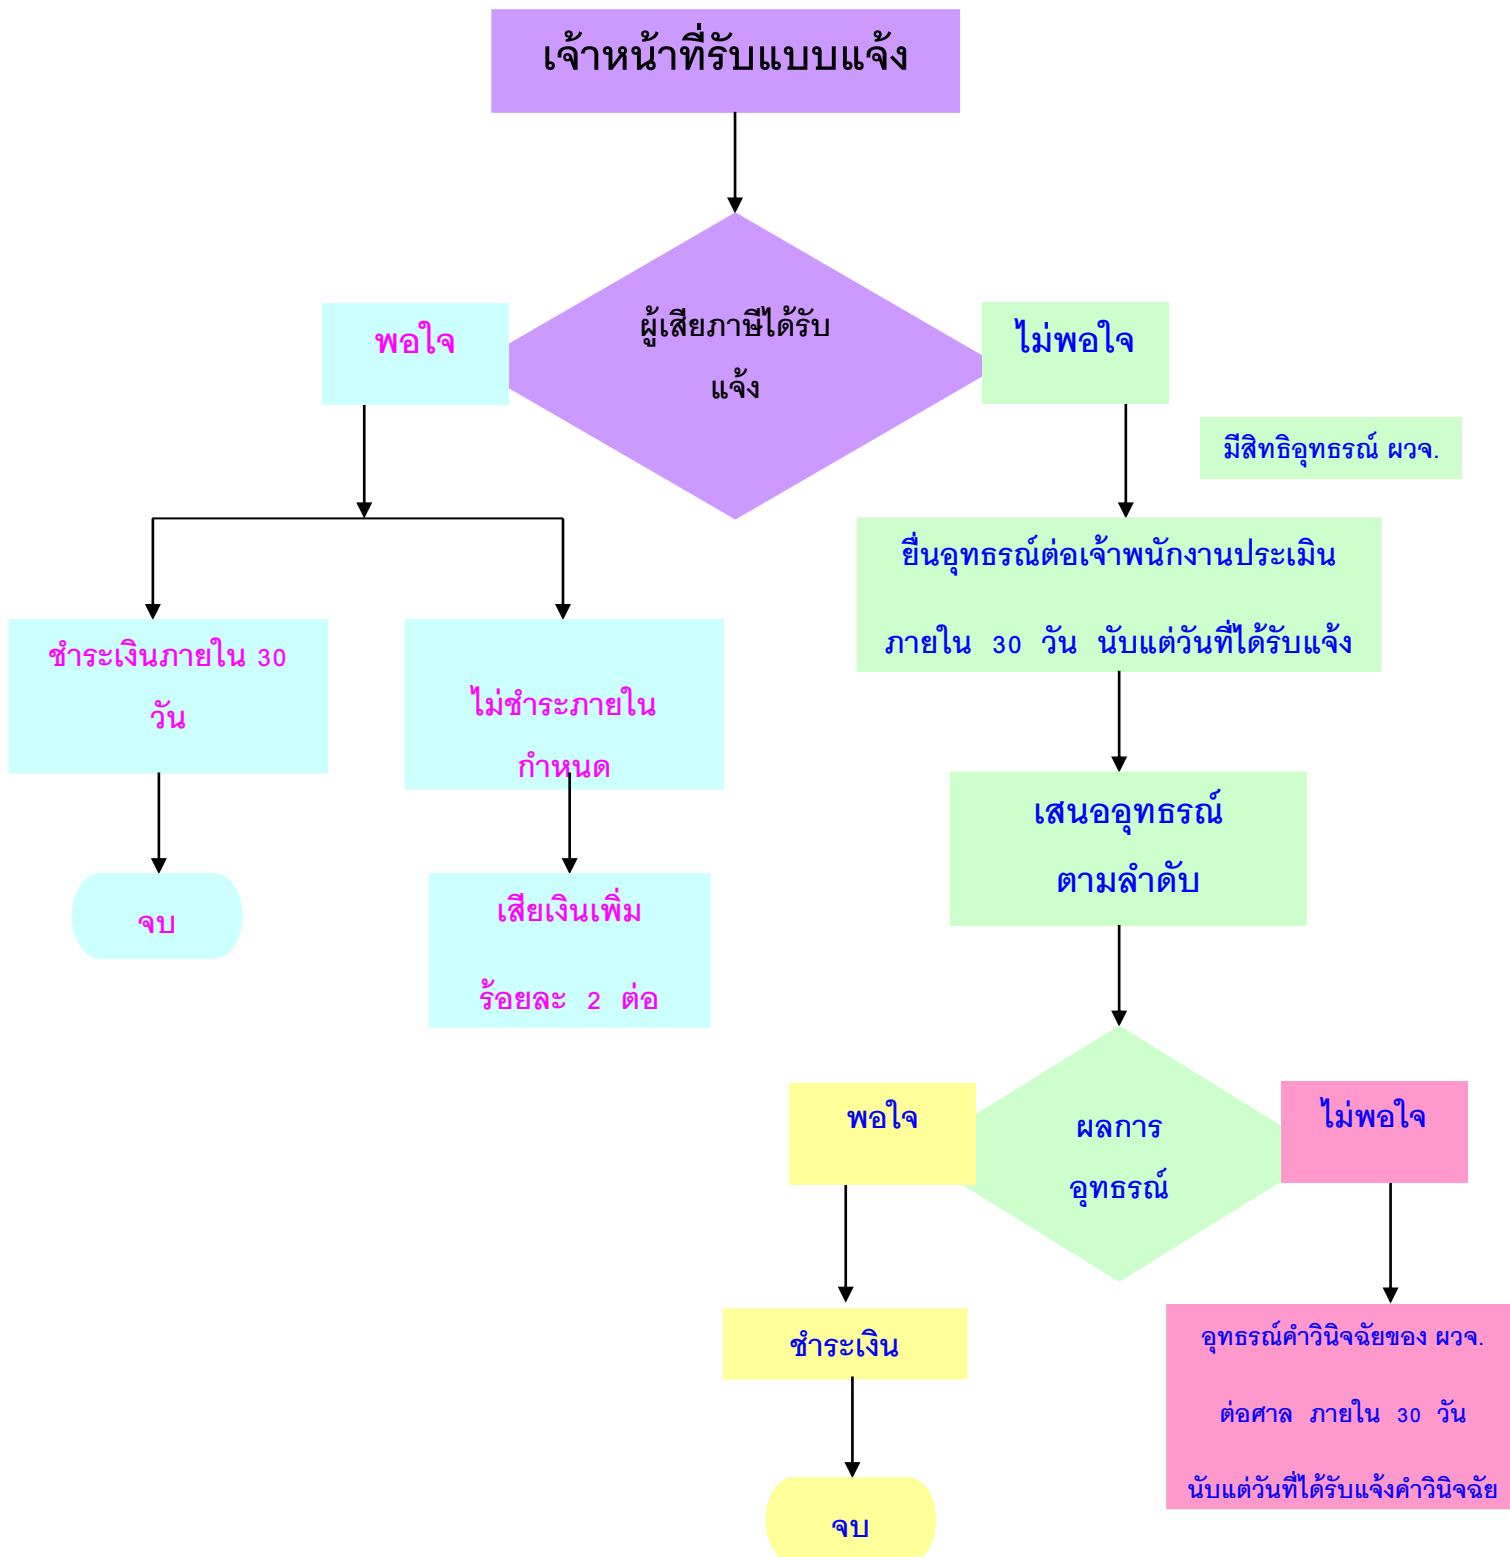 เจ้าหน้าที่รับแบบแจ้ง
ผู้เสียภาษีได้รับ
แจ้ง
พอใจ
ไม่พอใจ
มีสิทธิอุทธรณ์ ผวจ.
ยื่นอุทธรณ์ต่อเจ้าพนักงานประเมิน
ภายใน 30 วัน นับแต่วันที่ได้รับแจ้ง
ชำระเงินภายใน 30
วัน
ไม่ชำระภายใน
กำหนด
เสนออุทธรณ์
ตามลำดับ
จบ
เสียเงินเพิ่ม
ร้อยละ 2 ต่อ
พอใจ
ผลการ
อุทธรณ์
ไม่พอใจ
ชำระเงิน
อุทธรณ์คำวินิจฉัยของ ผวจ.
ต่อศาล ภายใน 30 วัน
นับแต่วันที่ได้รับแจ้งคำวินิจฉัย
จบ